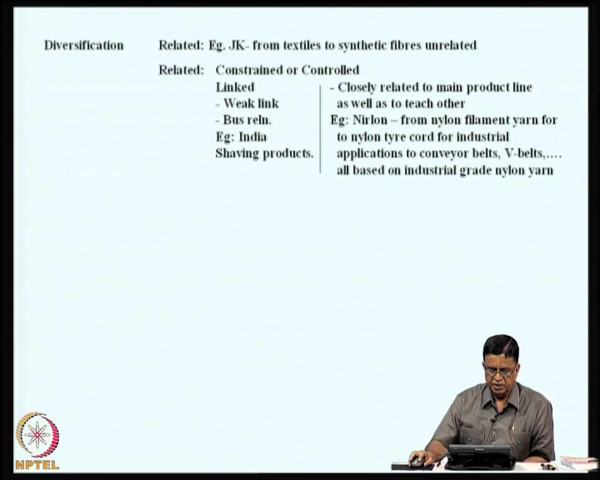 Diversification Related: Eg. JK- from textiles to synthetic fibres unrelated
Related: Constrained or Controlled
Linked - Closely related to main product line
- Weak link as well as to teach other
- Bus reln. Eg: Nirlon – from nylon filament yarn for
Eg: India to nylon tyre cord for industrial
Shaving products. applications to conveyor belts, V-belts,....
all based on industrial grade nylon yarn
NPTEL